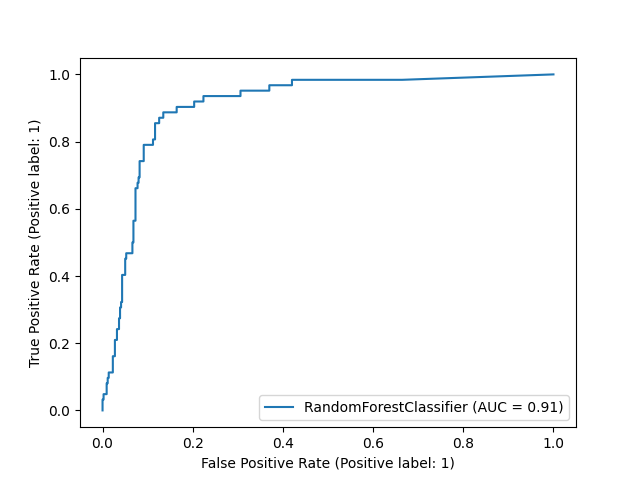 1.0
0.8
0.6
0.4
0.2
0.0
True Positive Rate (Positive label: 1)
RandomForestClassifier (AUC = 0.91)
0.0 0.2 0.4 0.6 0.8 1.0
False Positive Rate (Positive label: 1)